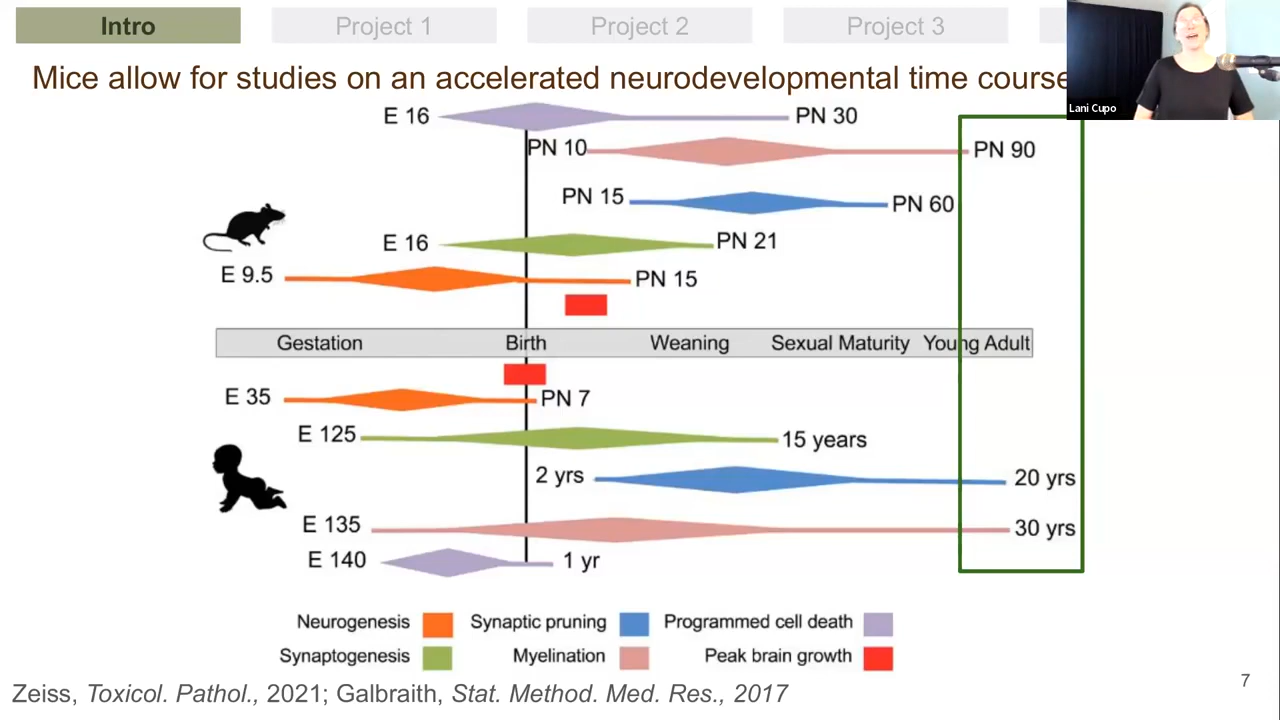 Intro
Project 1
Project 2
Project 3
Lani Cupo
Mice allow for studies on an accelerated neurodevelopmental time course
E 16 PN 30
PN 10 PN 90
PN 15 PN 60
E 16 PN 21
E 9.5 PN 15
Gestation Birth Weaning Sexual Maturity Young Adult
E 35 PN 7
E 125 15 years
2 yrs 20 yrs
E 135 30 yrs
E 140 1 yr
Neurogenesis Synaptic pruning Programmed cell death
Synaptogenesis Myelination Peak brain growth
Zeiss, Toxicol. Pathol., 2021; Galbraith, Stat. Method. Med. Res., 2017
7